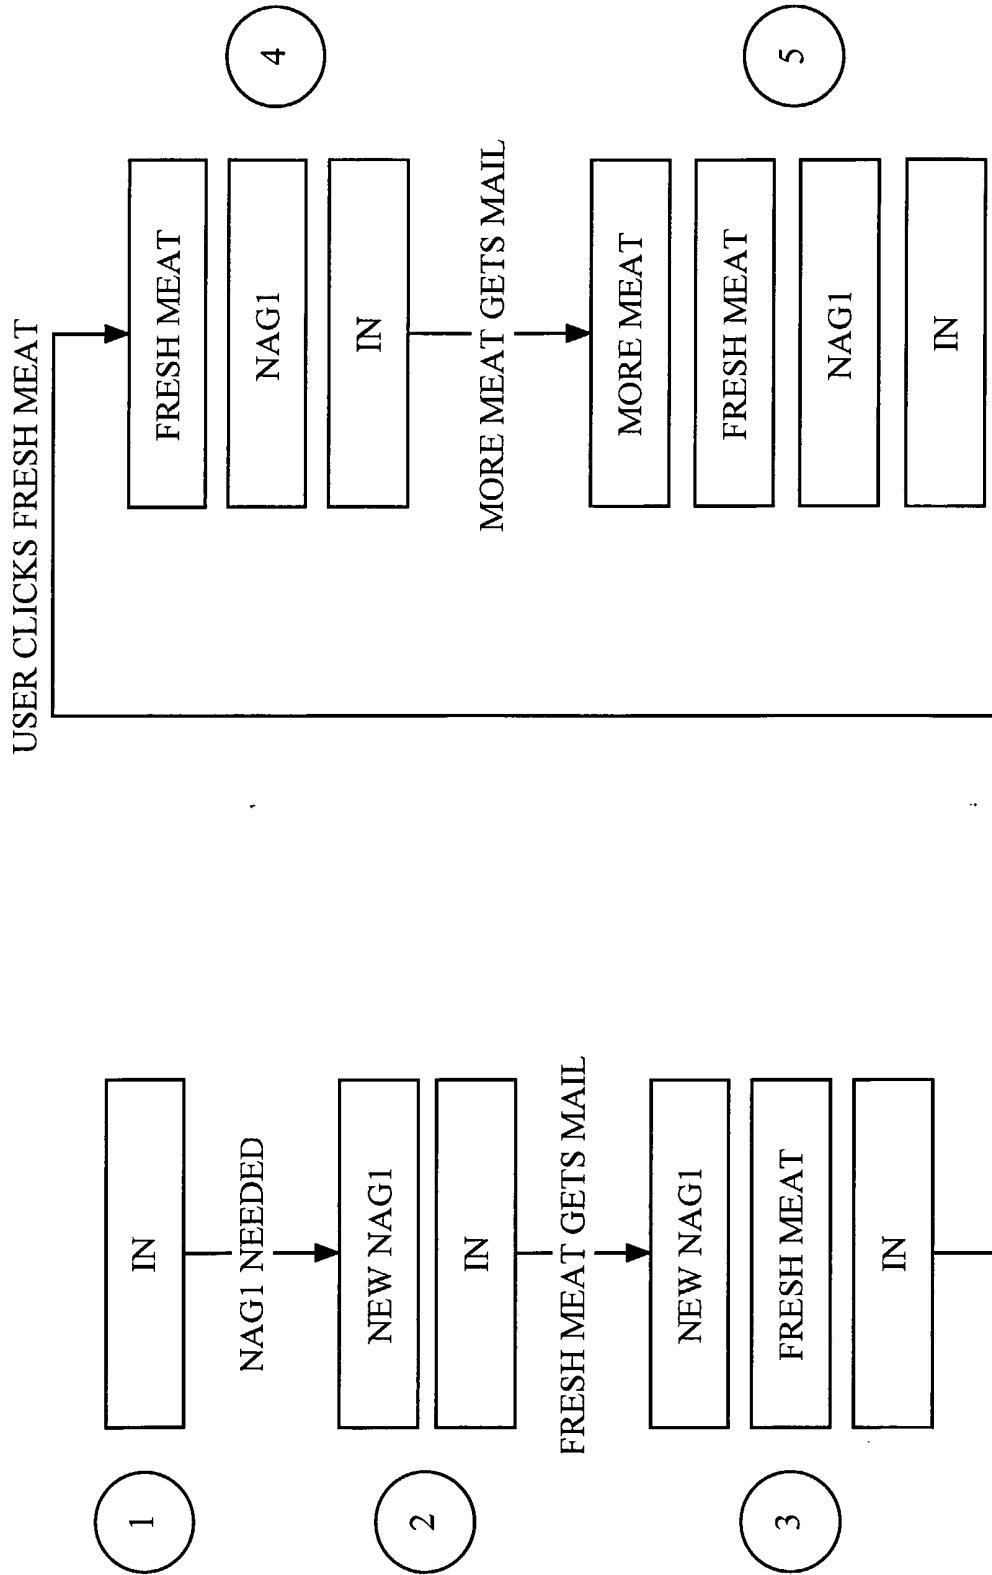 1
IN
NAG1 NEEDED
2
NEW NAG1
IN
FRESH MEAT GETS MAIL
3
NEW NAG1
FRESH MEAT
IN
USER CLICKS FRESH MEAT
4
FRESH MEAT
NAG1
IN
MORE MEAT GETS MAIL
5
MORE MEAT
FRESH MEAT
NAG1
IN